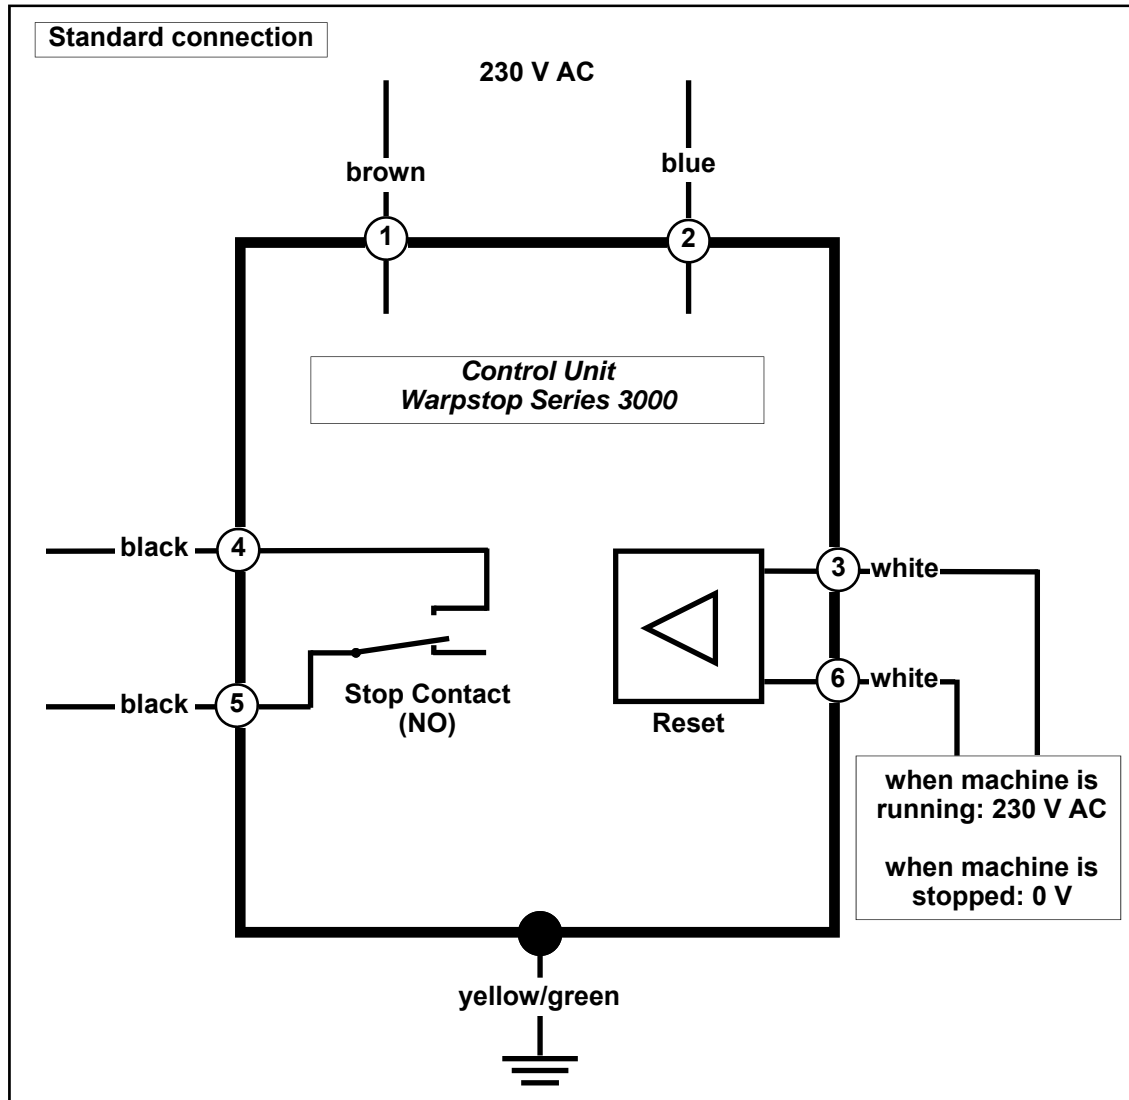 Standard connection
230 V AC
brown
blue
1
2
Control Unit
Warpstop Series 3000
black
4
3
white
black
5
Stop Contact
(NO)
Reset
6
white
when machine is
running: 230 V AC
when machine is
stopped: 0 V
yellow/green